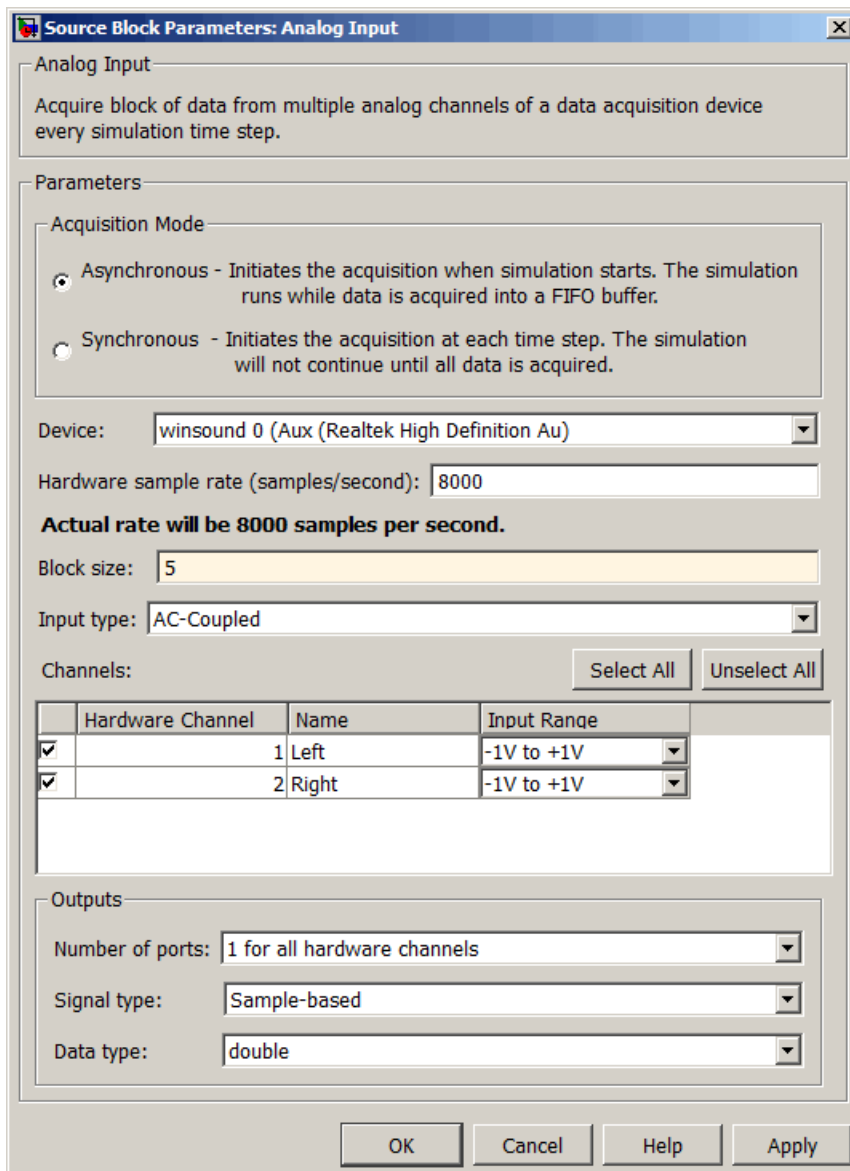 Source Block Parameters: Analog Input
Analog Input
Acquire block of data from multiple analog channels of a data acquisition device
every simulation time step.
Parameters
Acquisition Mode
Asynchronous - Initiates the acquisition when simulation starts. The simulation
runs while data is acquired into a FIFO buffer.
Synchronous - Initiates the acquisition at each time step. The simulation
will not continue until all data is acquired.
Device: winsound 0 (Aux (Realtek High Definition Au)
Hardware sample rate (samples/second): 8000
Actual rate will be 8000 samples per second.
Block size: 5
Input type: AC-Coupled
Channels: Select All Unselect All
Hardware Channel Name Input Range
1 Left -1V to +1V
2 Right -1V to +1V
Outputs
Number of ports: 1 for all hardware channels
Signal type: Sample-based
Data type: double
OK Cancel Help Apply